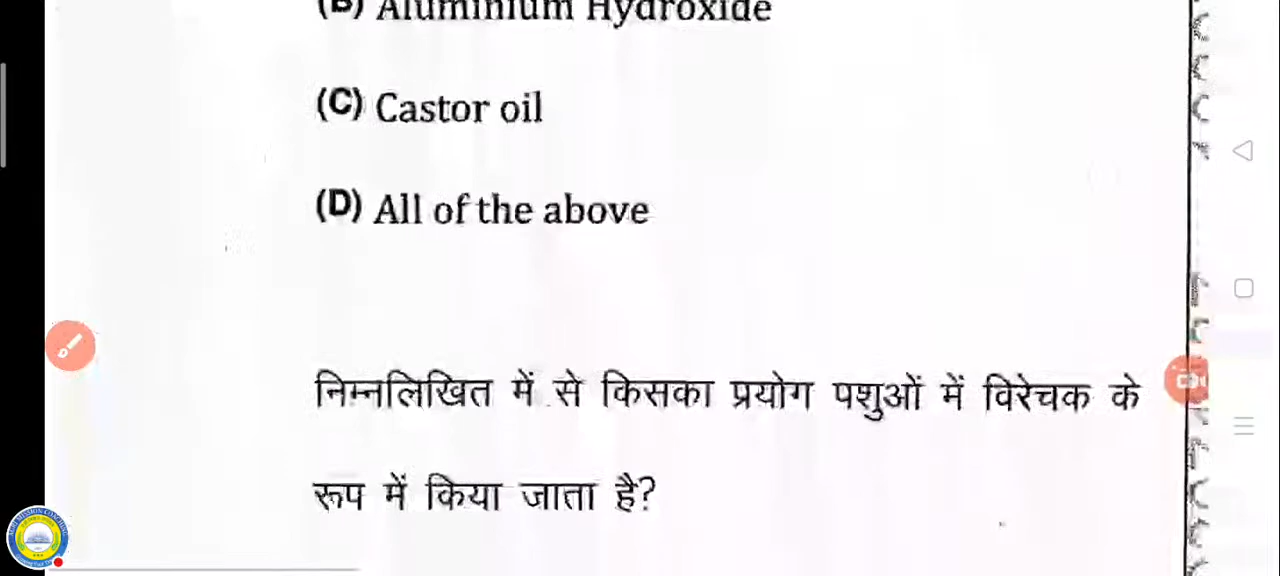 (B) Aluminium Hydroxide
(C) Castor oil
(D) All of the above
निम्नलिखित में से किसका प्रयोग पशुओं में विरेचक के
रूप में किया जाता है?